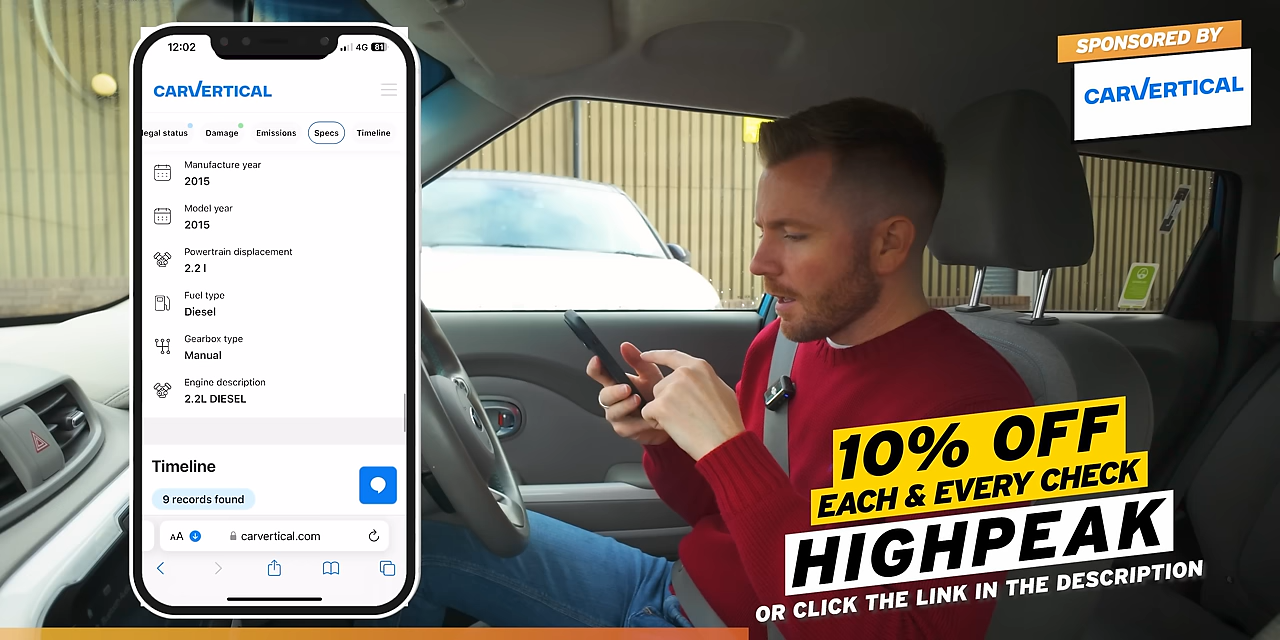 12:02
4G 61
CARVERTICAL
legal status
Damage
Emissions
Specs
Timeline
Manufacture year
2015
Model year
2015
Powertrain displacement
2.2 l
Fuel type
Diesel
Gearbox type
Manual
Engine description
2.2L DIESEL
Timeline
9 records found
AA
carvertical.com
SPONSORED BY
CARVERTICAL
10% OFF
EACH & EVERY CHECK
HIGHPEAK
OR CLICK THE LINK IN THE DESCRIPTION